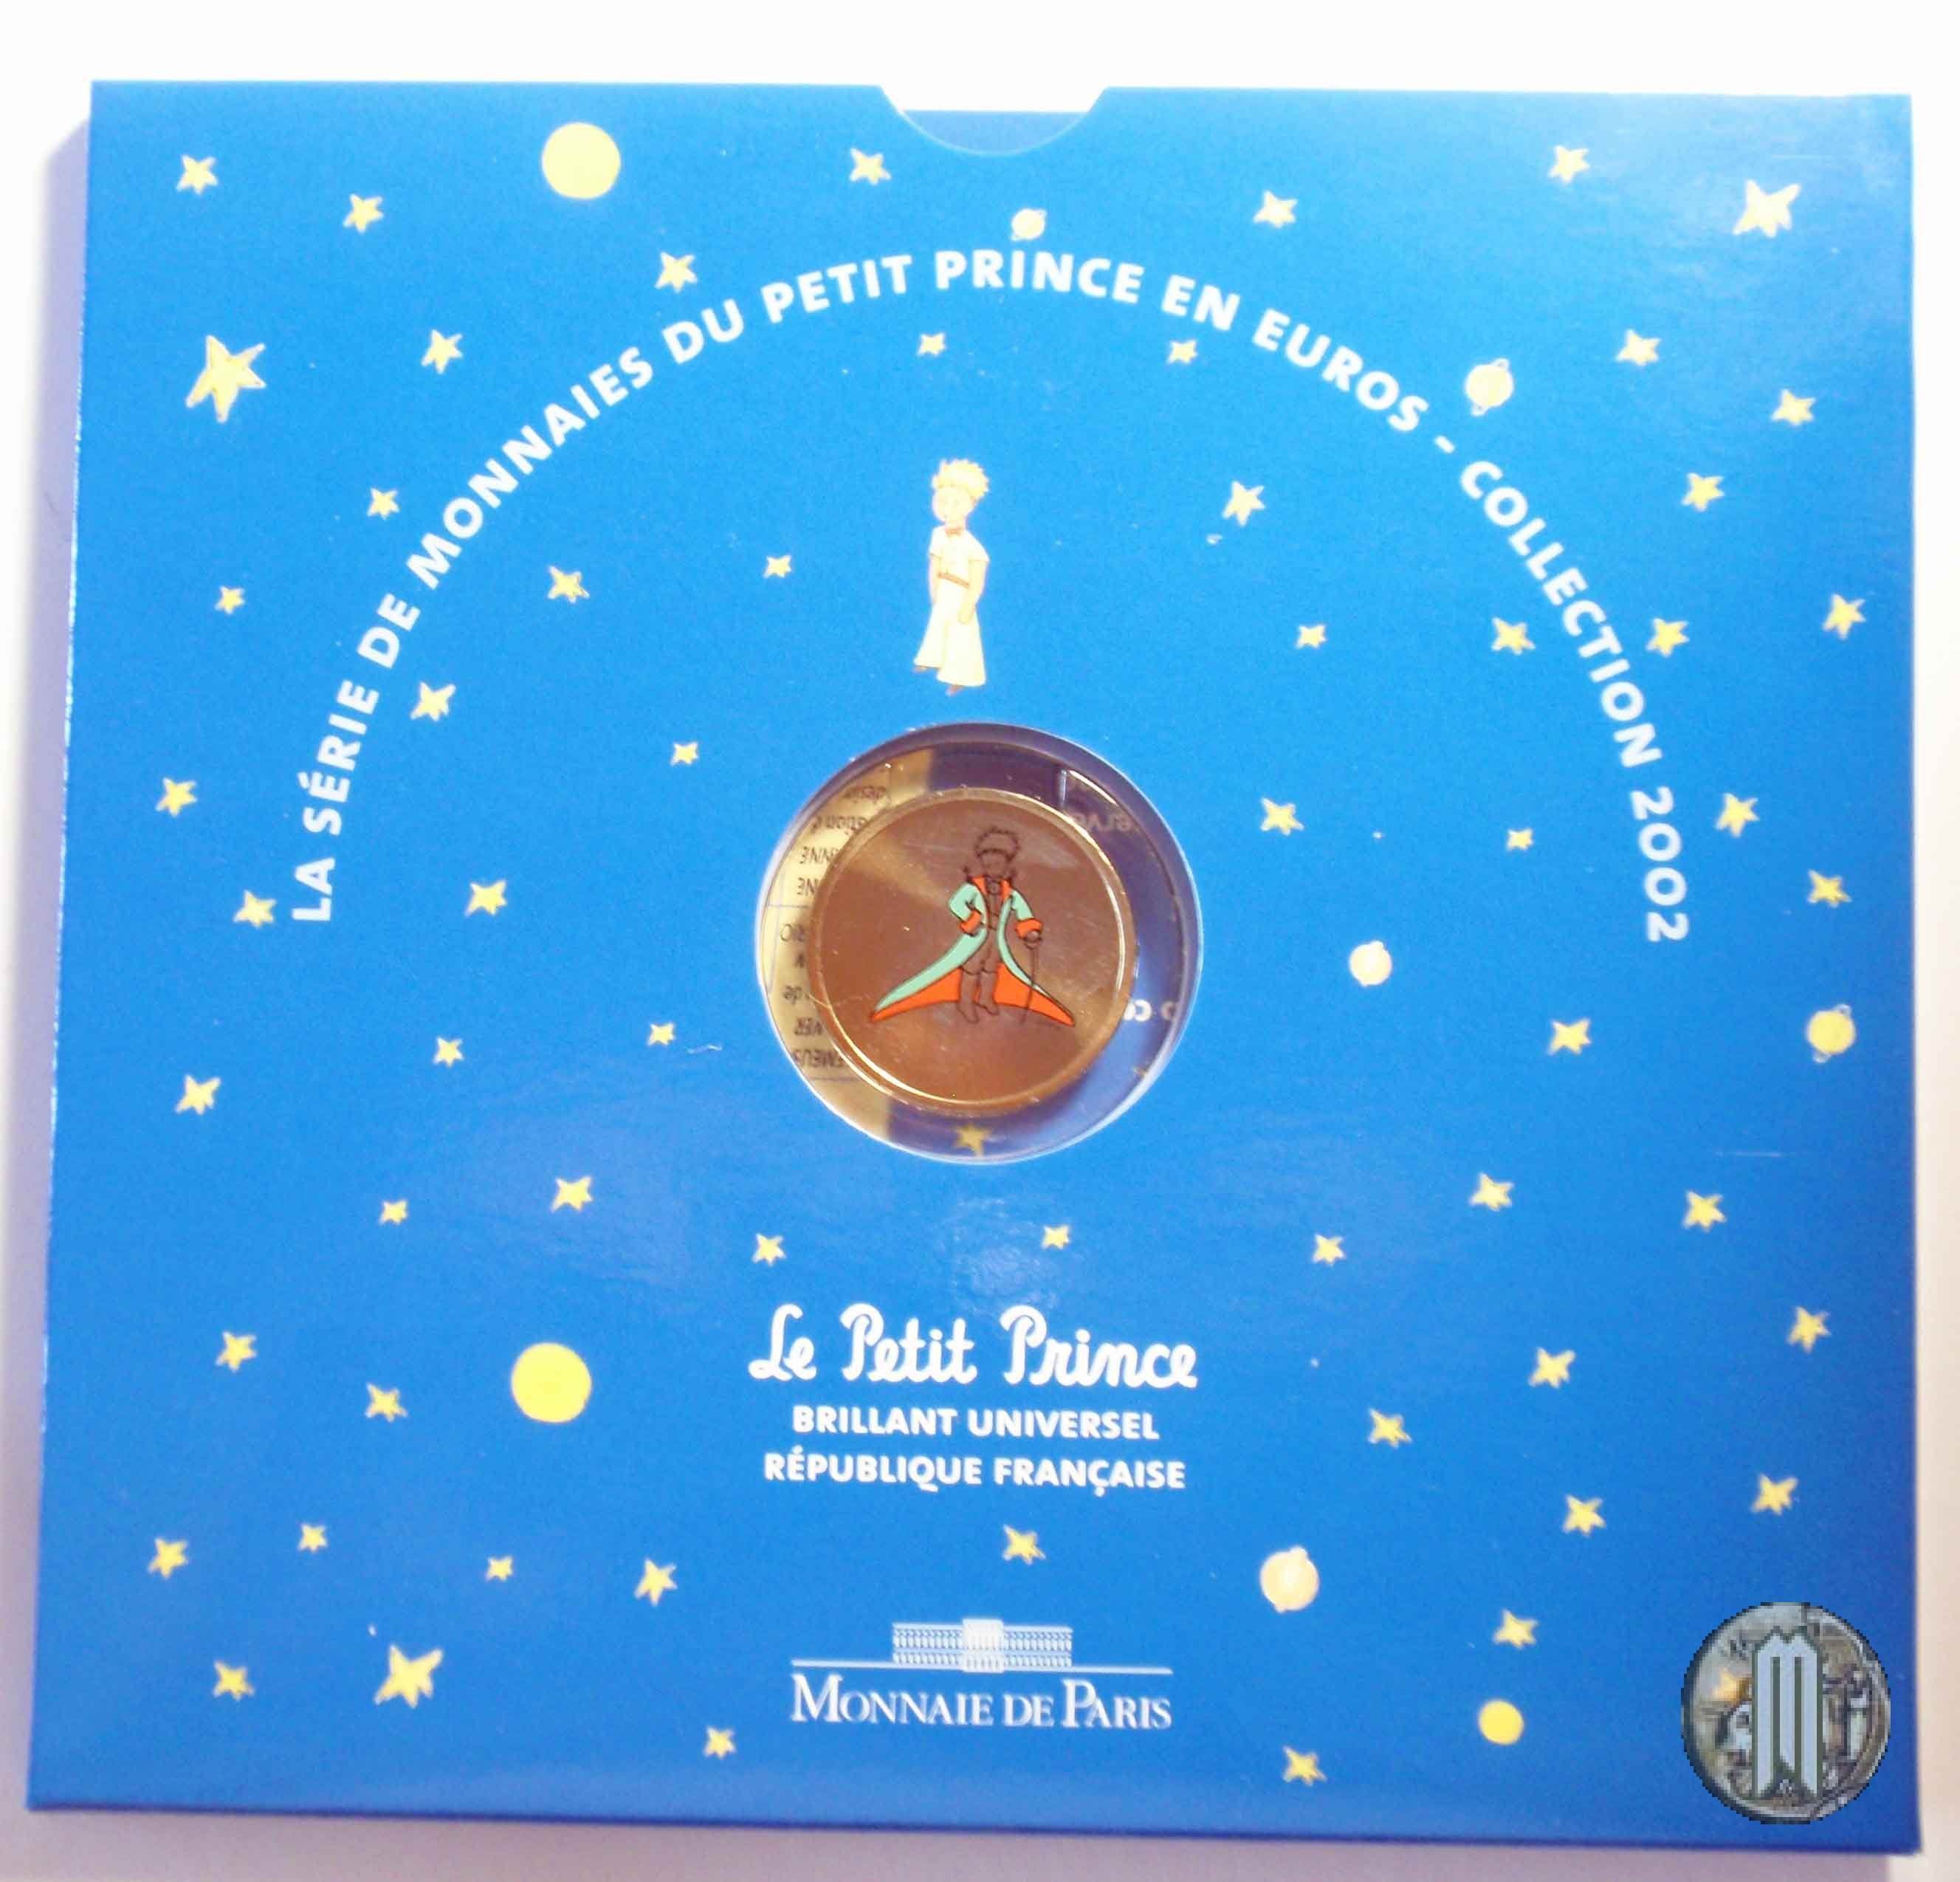 LA SÉRIE DE MONNAIES DU PETIT PRINCE EN EUROS - COLLECTION 2002
Le Petit Prince
BRILLANT UNIVERSEL
RÉPUBLIQUE FRANÇAISE
MONNAIE DE PARIS